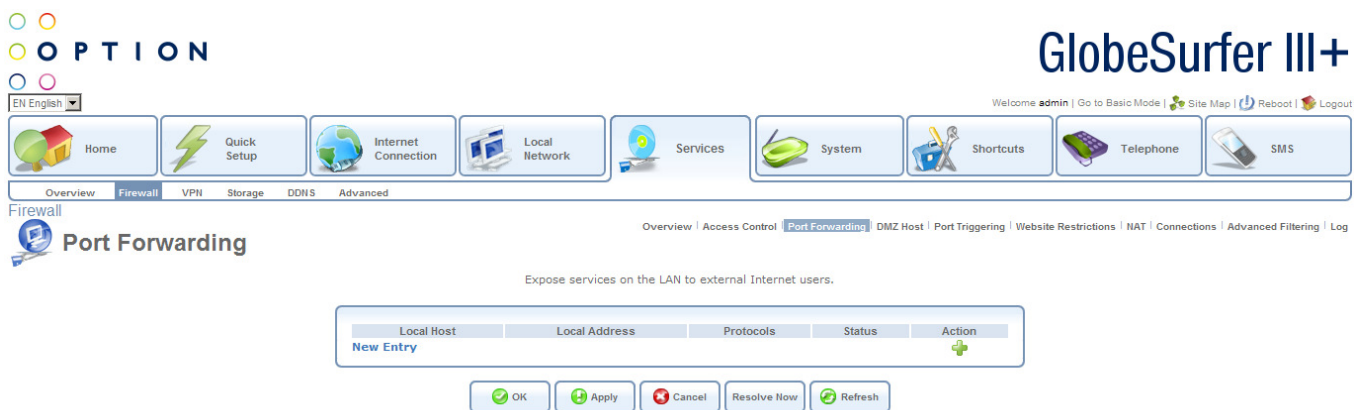 OPTION
GlobeSurfer III+
EN English
Welcome admin | Go to Basic Mode | Site Map | Reboot | Logout
Home
Quick Setup
Internet Connection
Local Network
Services
System
Shortcuts
Telephone
SMS
Overview Firewall VPN Storage DDNS Advanced
Firewall
Port Forwarding
Overview | Access Control | Port Forwarding | DMZ Host | Port Triggering | Website Restrictions | NAT | Connections | Advanced Filtering | Log
Expose services on the LAN to external Internet users.
Local Host Local Address Protocols Status Action
New Entry
OK Apply Cancel Resolve Now Refresh